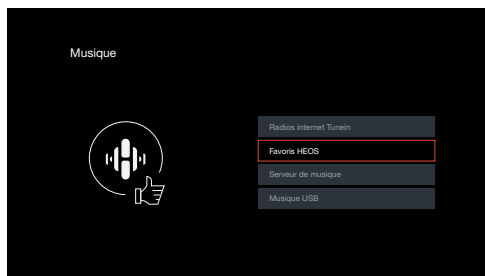 Musique
Radios internet Tunein
Favoris HEOS
Serveur de musique
Musique USB